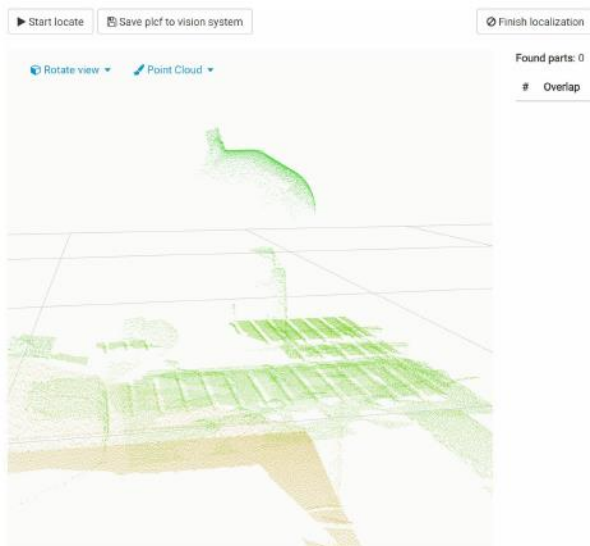 Start locate
Save plcf to vision system
Finish localization
Rotate view
Point Cloud
Found parts: 0
# Overlap